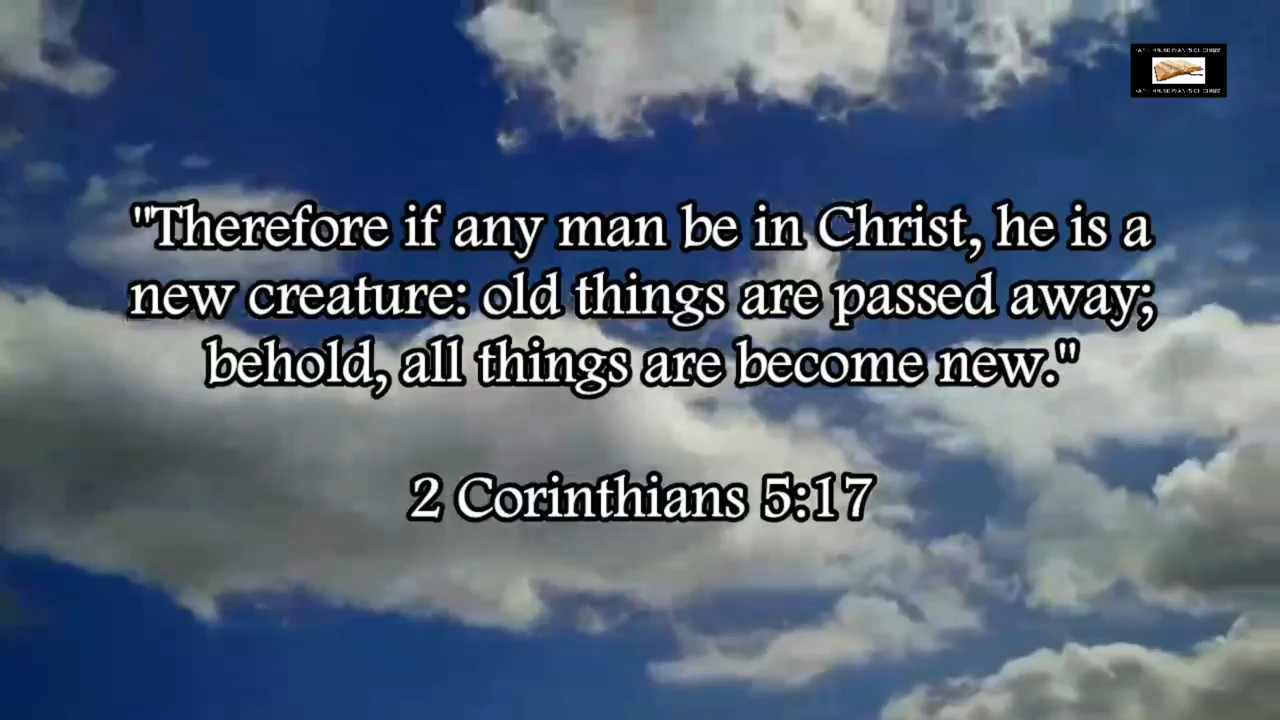 "Therefore if any man be in Christ, he is a
new creature: old things are passed away;
behold, all things are become new."
2 Corinthians 5:17